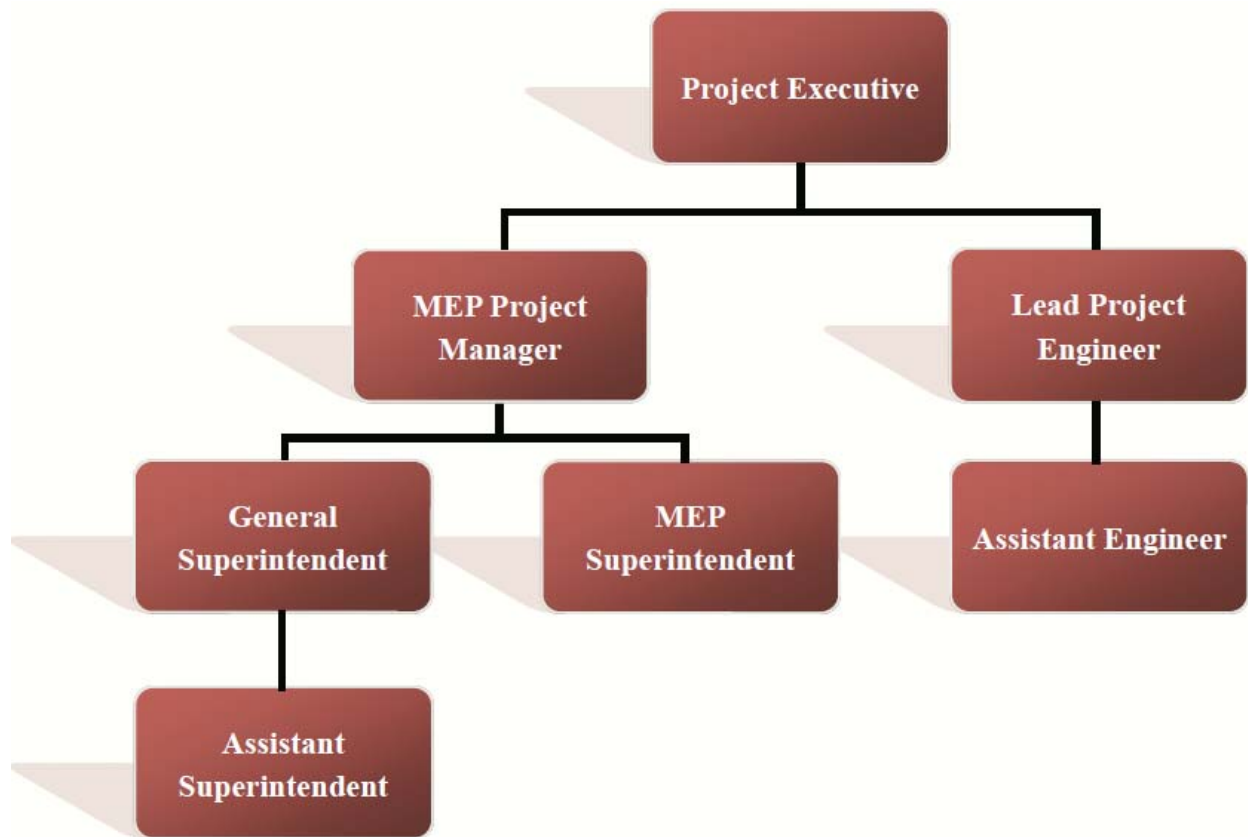 Project Executive
MEP Project
Manager
Lead Project
Engineer
General
Superintendent
MEP
Superintendent
Assistant Engineer
Assistant
Superintendent